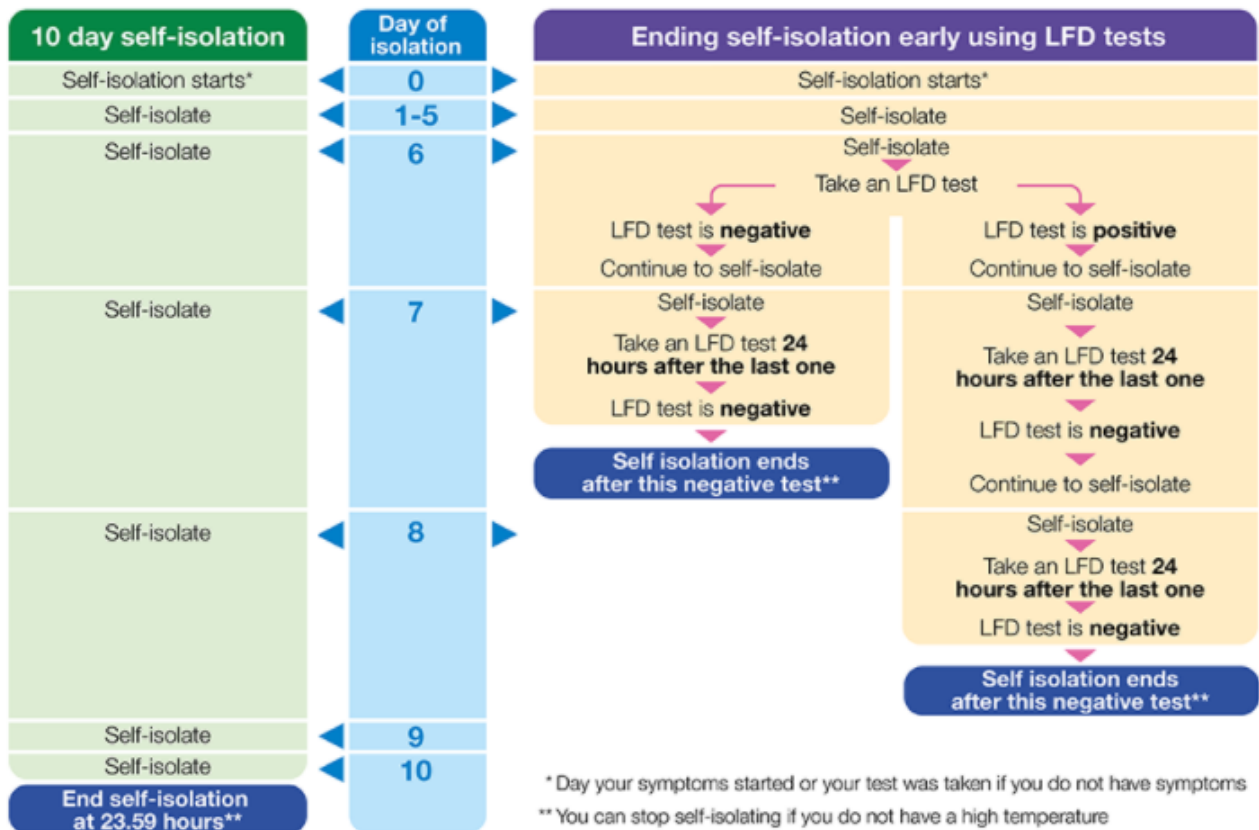 10 day self-isolation
Day of
isolation
Ending self-isolation early using LFD tests
Self-isolation starts*
0
Self-isolation starts*
Self-isolate
1-5
Self-isolate
Self-isolate
6
Self-isolate
Take an LFD test
LFD test is negative
Continue to self-isolate
LFD test is positive
Continue to self-isolate
Self-isolate
7
Self-isolate
Take an LFD test 24
hours after the last one
LFD test is negative
Self isolation ends
after this negative test**
Self-isolate
Take an LFD test 24
hours after the last one
LFD test is negative
Continue to self-isolate
Self-isolate
8
Self-isolate
Take an LFD test 24
hours after the last one
LFD test is negative
Self isolation ends
after this negative test**
Self-isolate
9
Self-isolate
10
End self-isolation
at 23.59 hours**
* Day your symptoms started or your test was taken if you do not have symptoms
** You can stop self-isolating if you do not have a high temperature